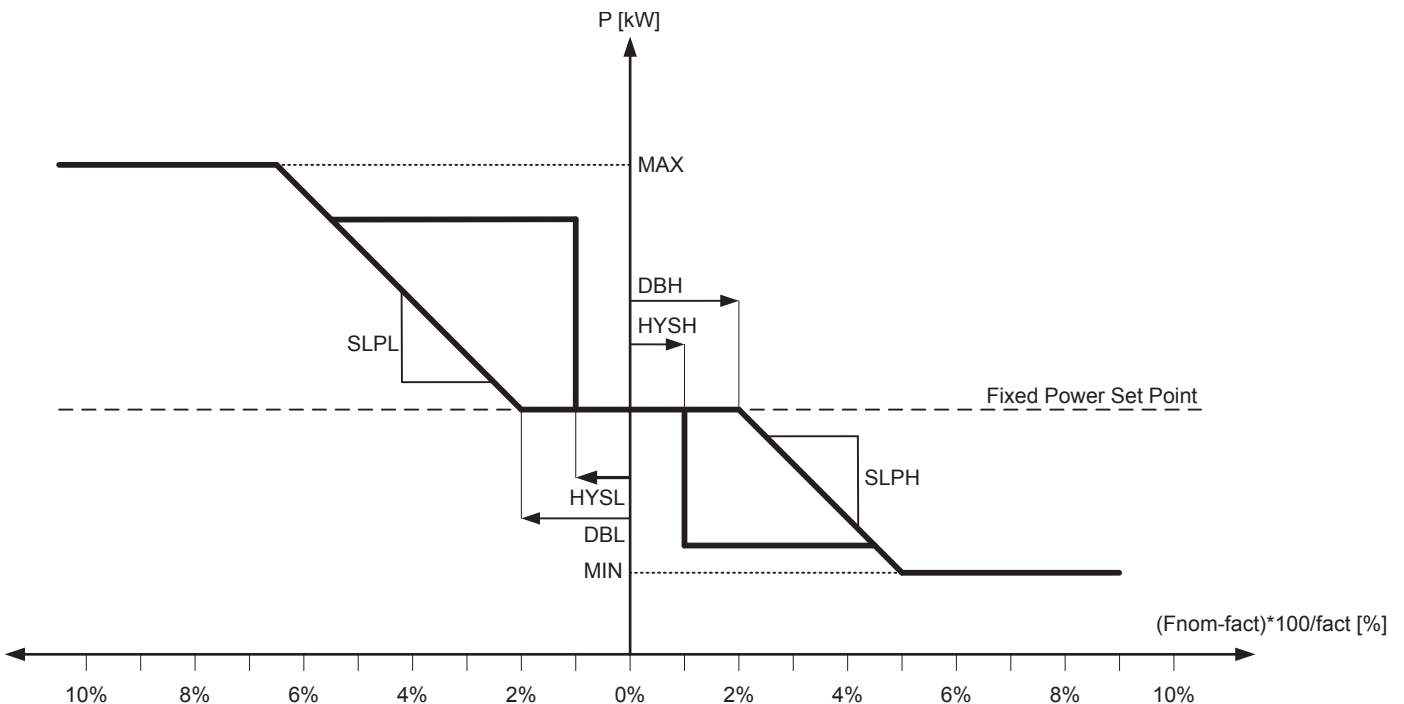 P [kW]
MAX
DBH
HYSH
SLPL
Fixed Power Set Point
SLPH
HYSL
DBL
MIN
(Fnom-fact)*100/fact [%]
10% 8% 6% 4% 2% 0% 2% 4% 6% 8% 10%